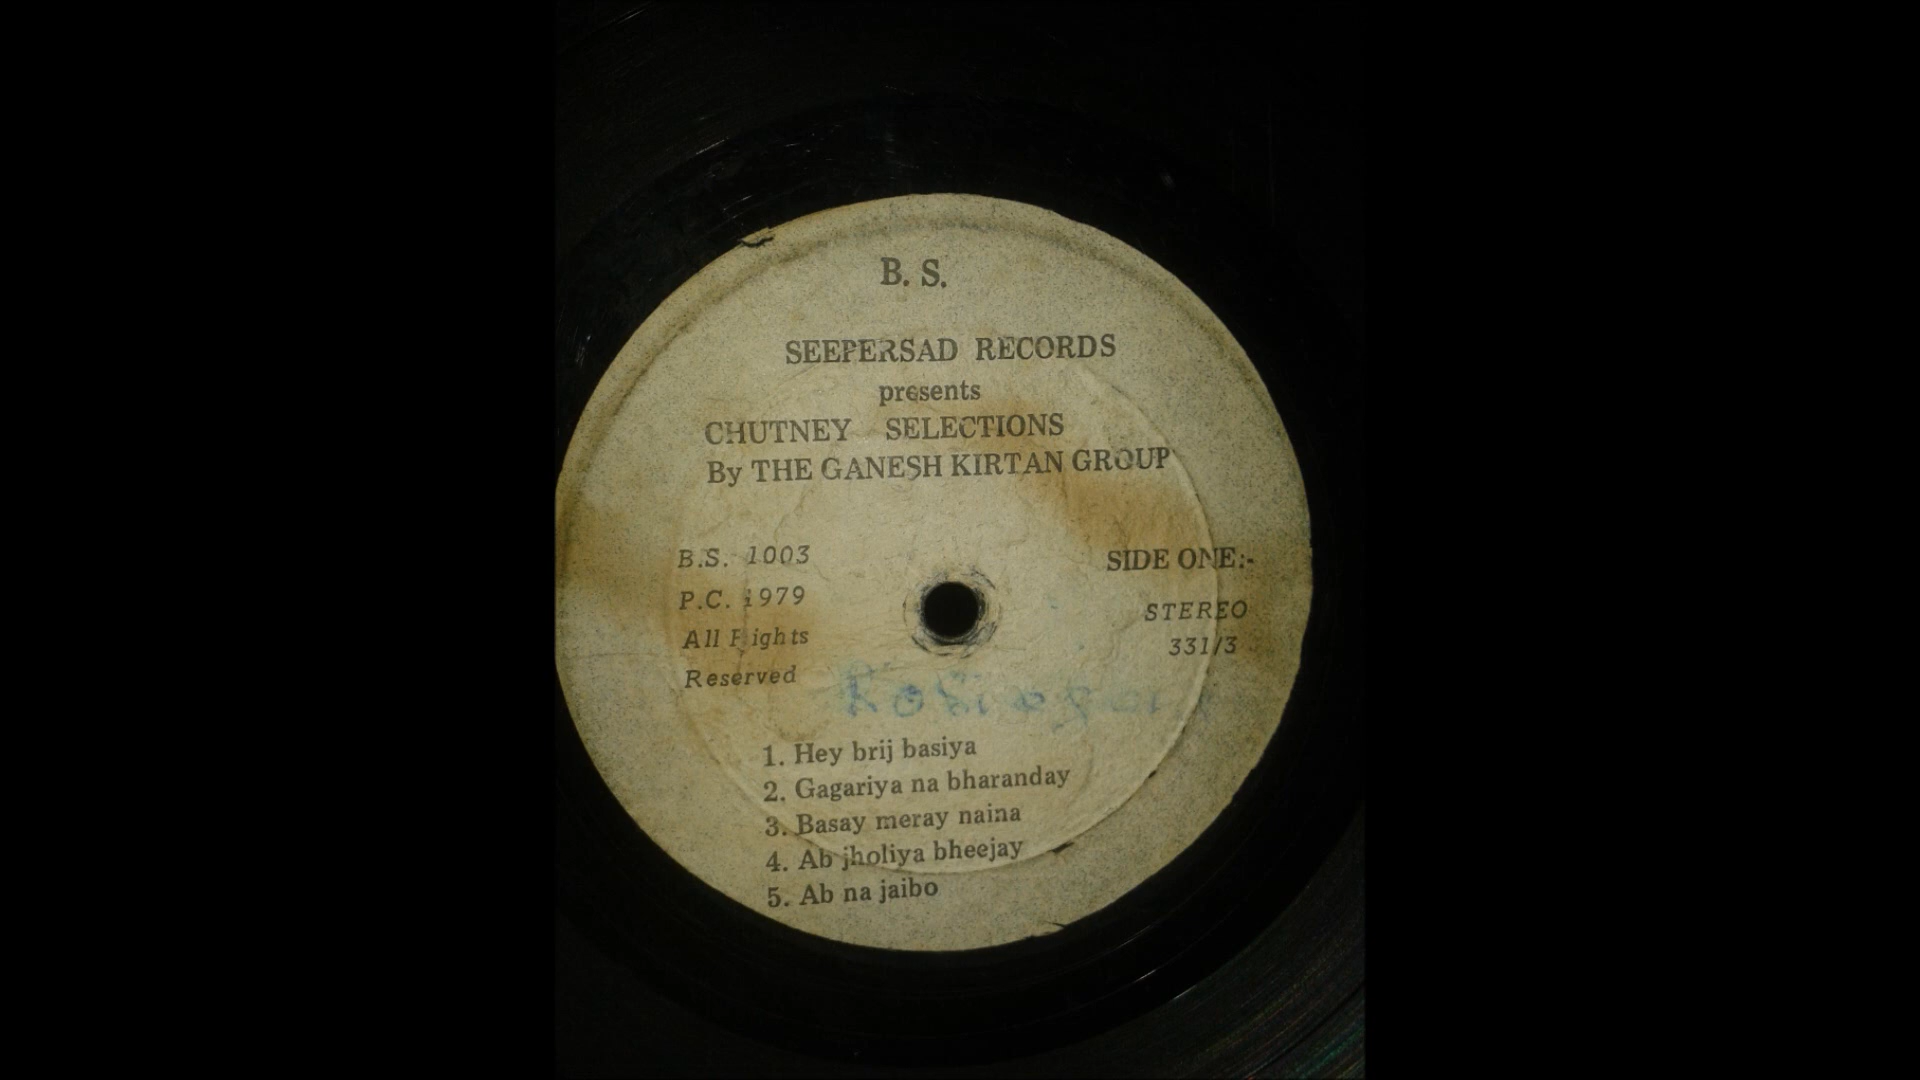 B. S.
SEEPERSAD RECORDS
presents
CHUTNEY SELECTIONS
By THE GANESH KIRTAN GROUP
B.S. 1003
P.C. 1979
All Rights
Reserved
SIDE ONE:-
STEREO
331/3
1. Hey brij basiya
2. Gagariya na bharanday
3. Basay meray naina
4. Ab jholiya bheejay
5. Ab na jaibo